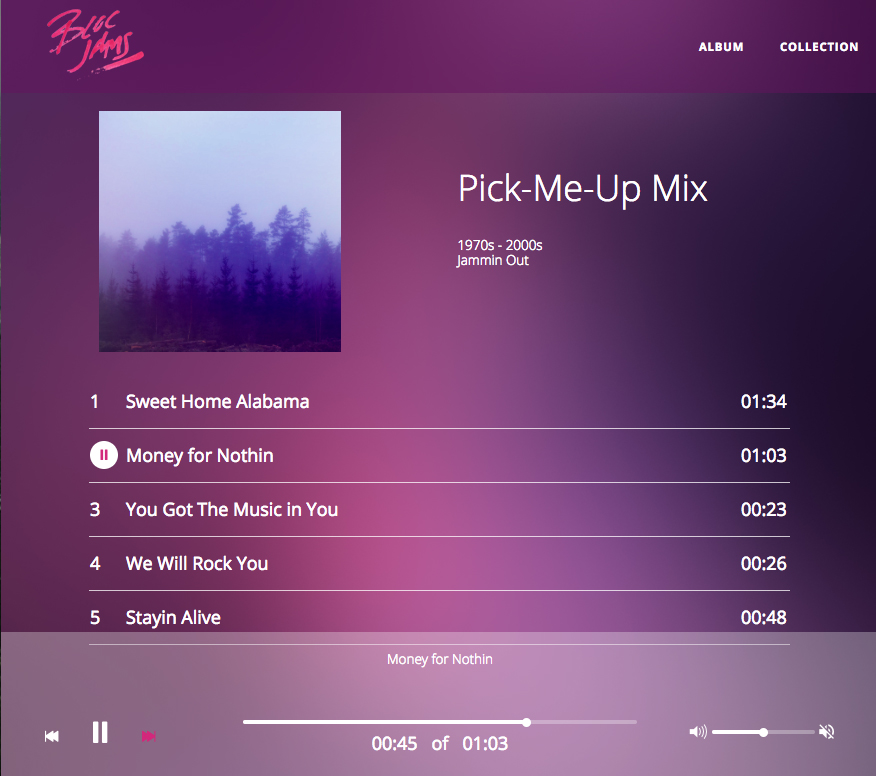 BLOC
JAMS
ALBUM COLLECTION
Pick-Me-Up Mix
1970s - 2000s
Jammin Out
1 Sweet Home Alabama 01:34
Money for Nothin 01:03
3 You Got The Music in You 00:23
4 We Will Rock You 00:26
5 Stayin Alive 00:48
Money for Nothin
00:45 of 01:03